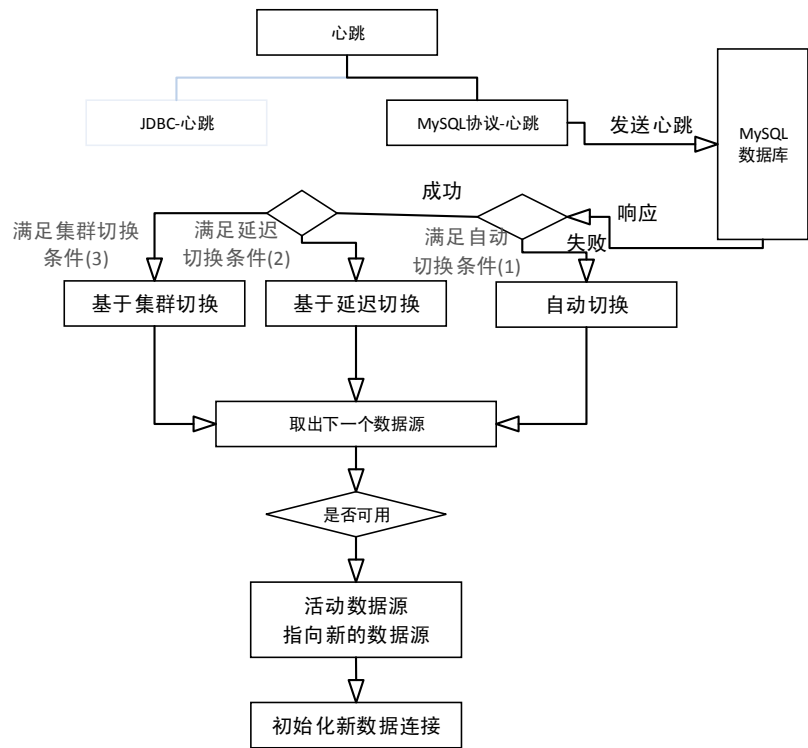 心跳
JDBC-心跳
MySQL协议-心跳
发送心跳
MySQL
数据库
成功
响应
满足集群切换
条件(3)
满足延迟
切换条件(2)
满足自动
切换条件(1)
失败
基于集群切换
基于延迟切换
自动切换
取出下一个数据源
是否可用
活动数据源
指向新的数据源
初始化新数据连接